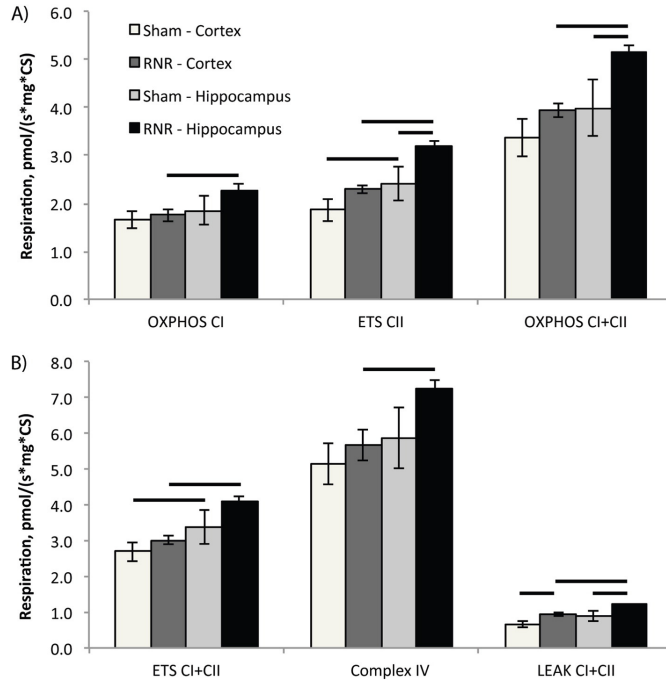 A)
Respiration, pmol/(s*mg*CS)
6.0
5.0
4.0
3.0
2.0
1.0
0.0
Sham - Cortex
RNR - Cortex
Sham - Hippocampus
RNR - Hippocampus
OXPHOS CI
ETS CII
OXPHOS CI+CII
B)
Respiration, pmol/(s*mg*CS)
8.0
7.0
6.0
5.0
4.0
3.0
2.0
1.0
0.0
ETS CI+CII
Complex IV
LEAK CI+CII